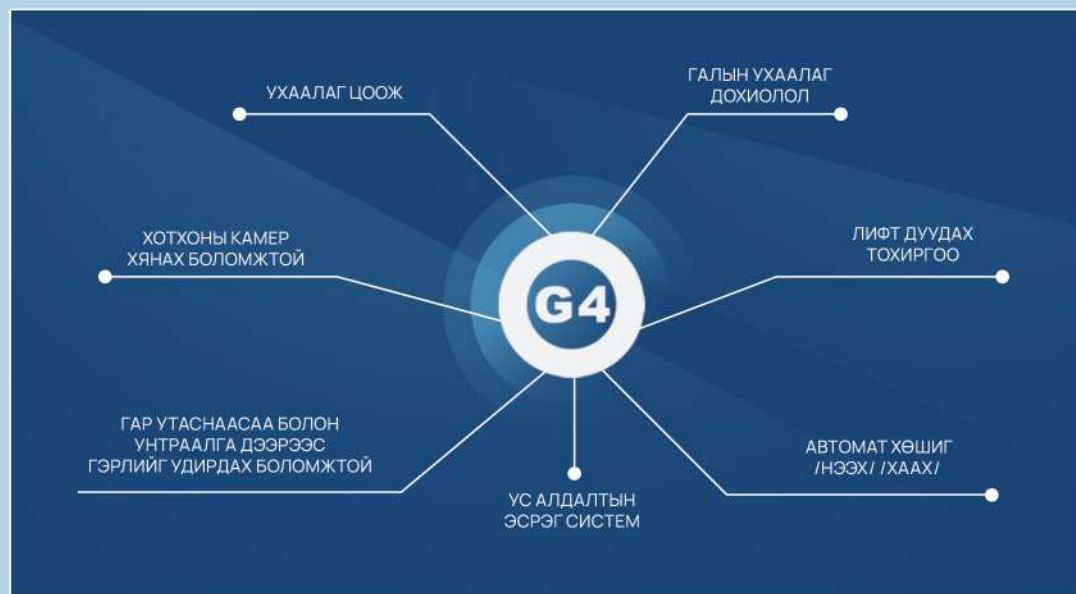 УХААЛАГ ЦООЖ
ГАЛЫН УХААЛАГ
ДОХИОЛОЛ
ХОТХОНЫ КАМЕР
ХЯНАХ БОЛОМЖТОЙ
ЛИФТ ДУУДАХ
ТОХИРГОО
G4
ГАР УТАСНААСАА БОЛОН
УНТРААЛГА ДЭЭРЭЭС
ГЭРЛИЙГ УДИРДАХ БОЛОМЖТОЙ
УС АЛДАЛТЫН
ЭСРЭГ СИСТЕМ
АВТОМАТ ХӨШИГ
/НЭЭХ/ /ХААХ/